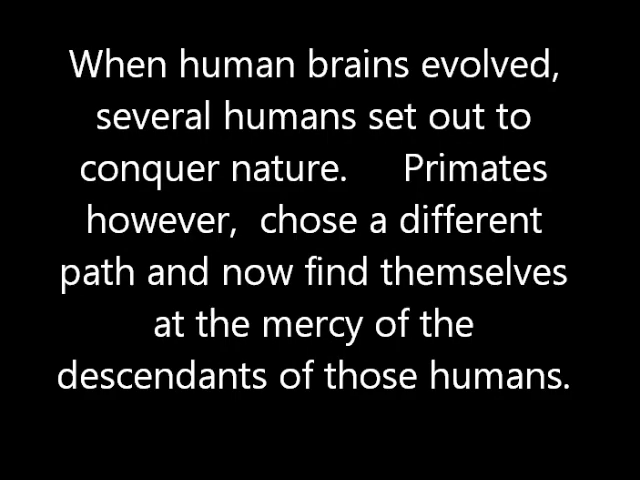 When human brains evolved,
several humans set out to
conquer nature.     Primates
however,  chose a different
path and now find themselves
at the mercy of the
descendants of those humans.